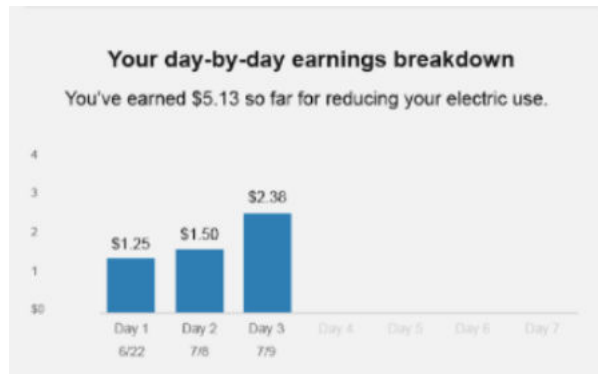 Your day-by-day earnings breakdown
You've earned $5.13 so far for reducing your electric use.
4
3
2
1
$0
$1.25
$1.50
$2.38
Day 1 Day 2 Day 3 Day 4 Day 5 Day 6 Day 7
6/22 7/8 7/9